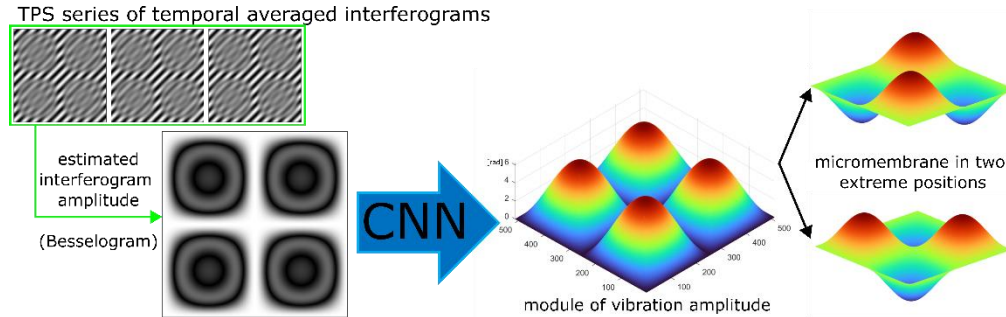 TPS series of temporal averaged interferograms
estimated
interferogram
amplitude
(Besselogram)
CNN
[rad] 6
4
2
0
500
400
300
200
100
100
200
300
400
500
module of vibration amplitude
micromembrane in two
extreme positions